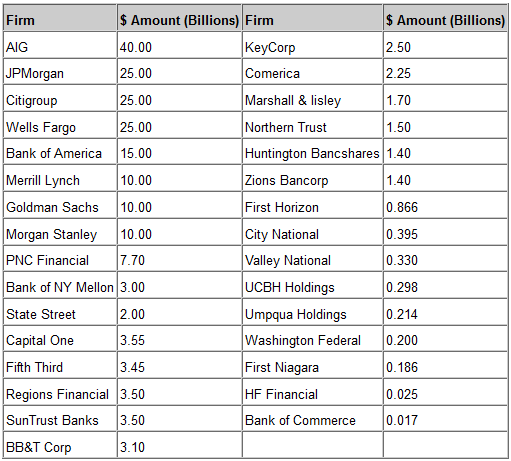 Firm $ Amount (Billions) Firm $ Amount (Billions)
AIG 40.00 KeyCorp 2.50
JPMorgan 25.00 Comerica 2.25
Citigroup 25.00 Marshall & Iisley 1.70
Wells Fargo 25.00 Northern Trust 1.50
Bank of America 15.00 Huntington Bancshares 1.40
Merrill Lynch 10.00 Zions Bancorp 1.40
Goldman Sachs 10.00 First Horizon 0.866
Morgan Stanley 10.00 City National 0.395
PNC Financial 7.70 Valley National 0.330
Bank of NY Mellon 3.00 UCBH Holdings 0.298
State Street 2.00 Umpqua Holdings 0.214
Capital One 3.55 Washington Federal 0.200
Fifth Third 3.45 First Niagara 0.186
Regions Financial 3.50 HF Financial 0.025
SunTrust Banks 3.50 Bank of Commerce 0.017
BB&T Corp 3.10